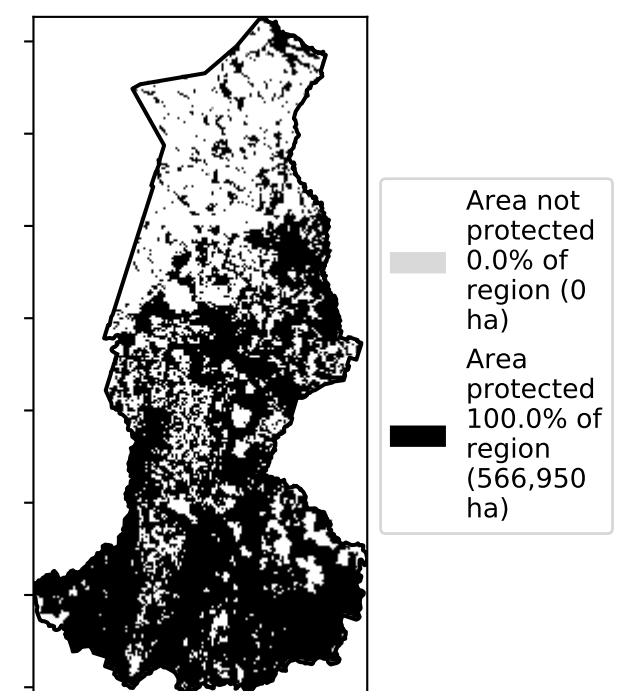 Area not
protected
0.0% of
region (0
ha)
Area
protected
100.0% of
region
(566,950
ha)